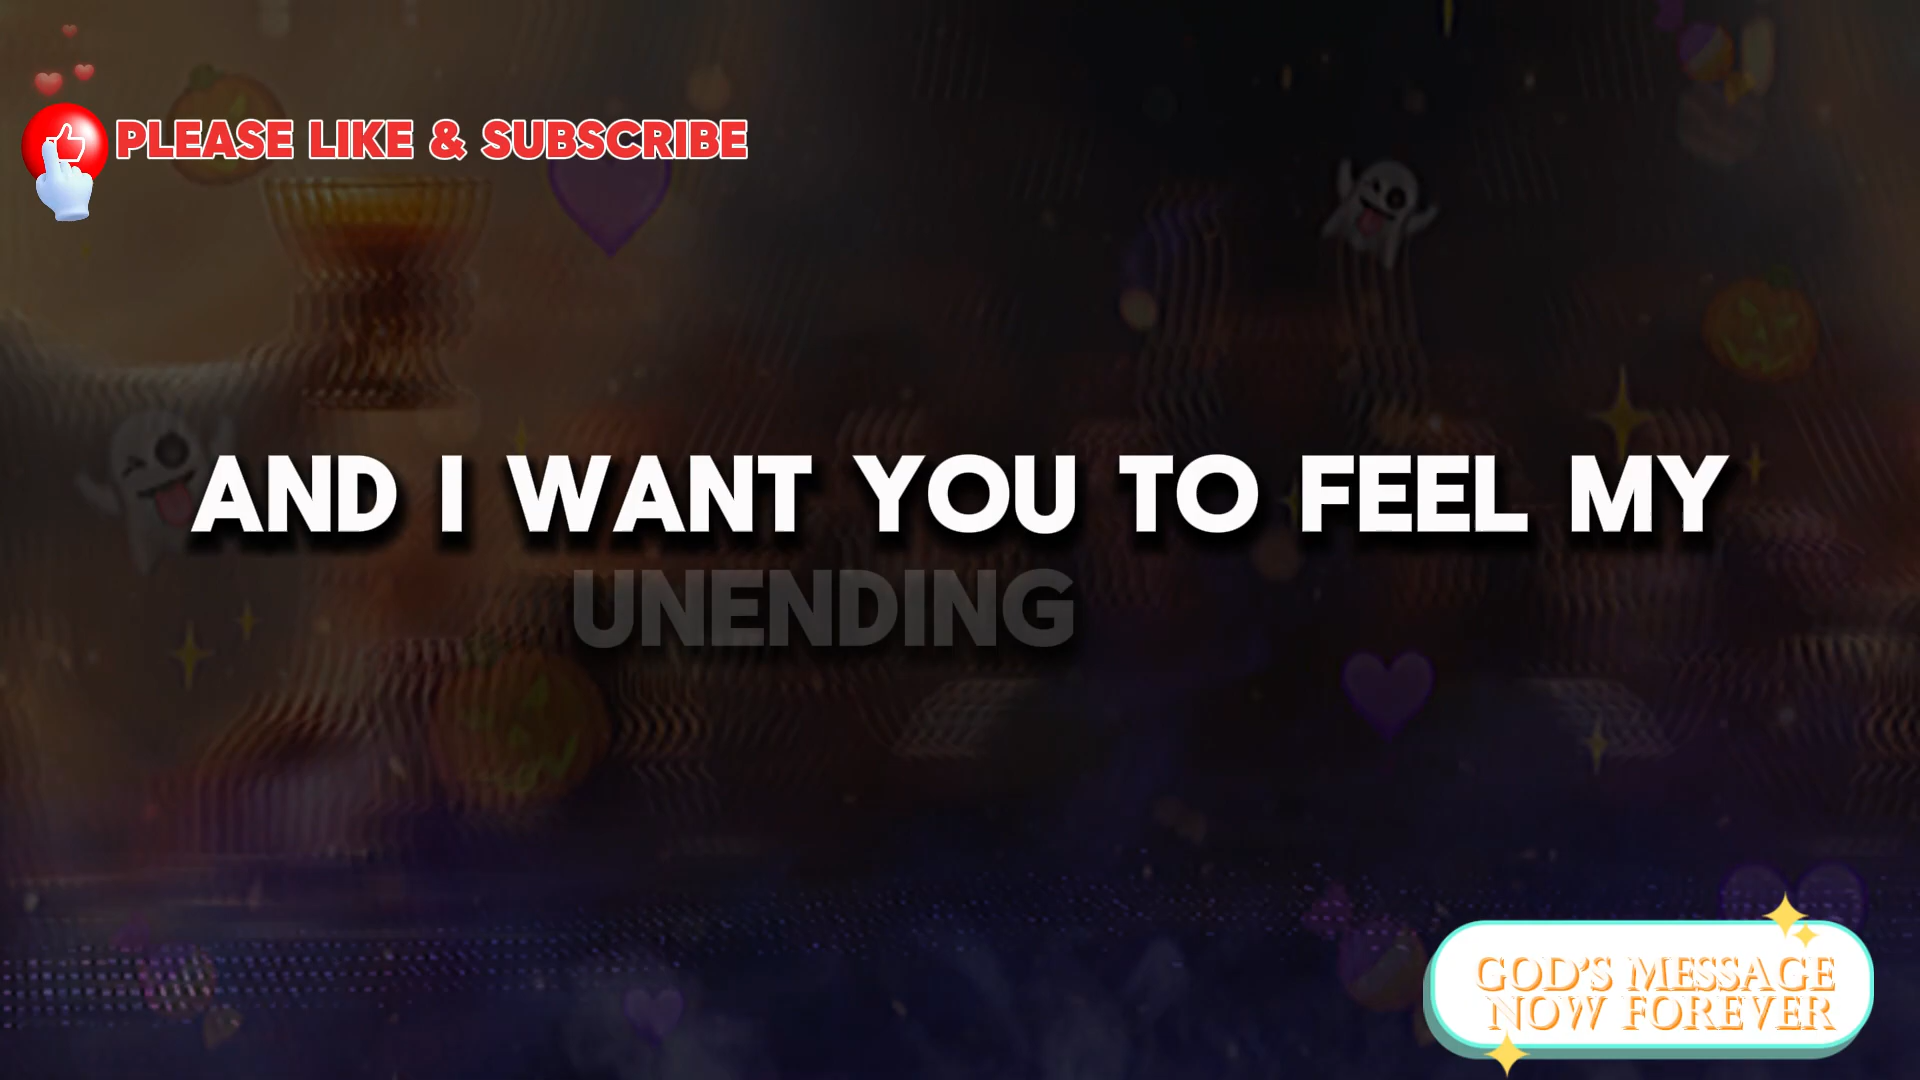 PLEASE LIKE & SUBSCRIBE
AND I WANT YOU TO FEEL MY
UNENDING
GOD'S MESSAGE
NOW FOREVER